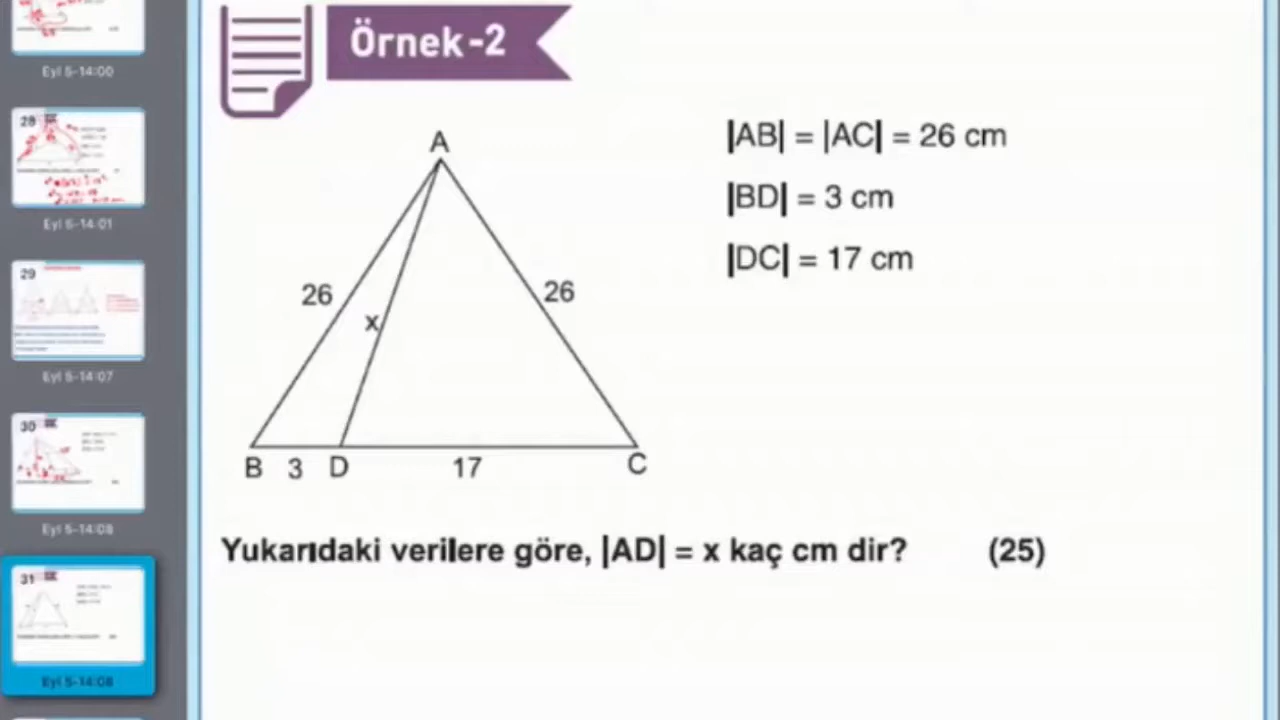 Eyl 5-14:00
28
Eyl 5-14:01
29
Eyl 5-14:07
30
Eyl 5-14:08
31
Eyl 5-14:08
Örnek-2
A
26
x
26
B 3 D 17 C
|AB| = |AC| = 26 cm
|BD| = 3 cm
|DC| = 17 cm
Yukarıdaki verilere göre, |AD| = x kaç cm dir? (25)